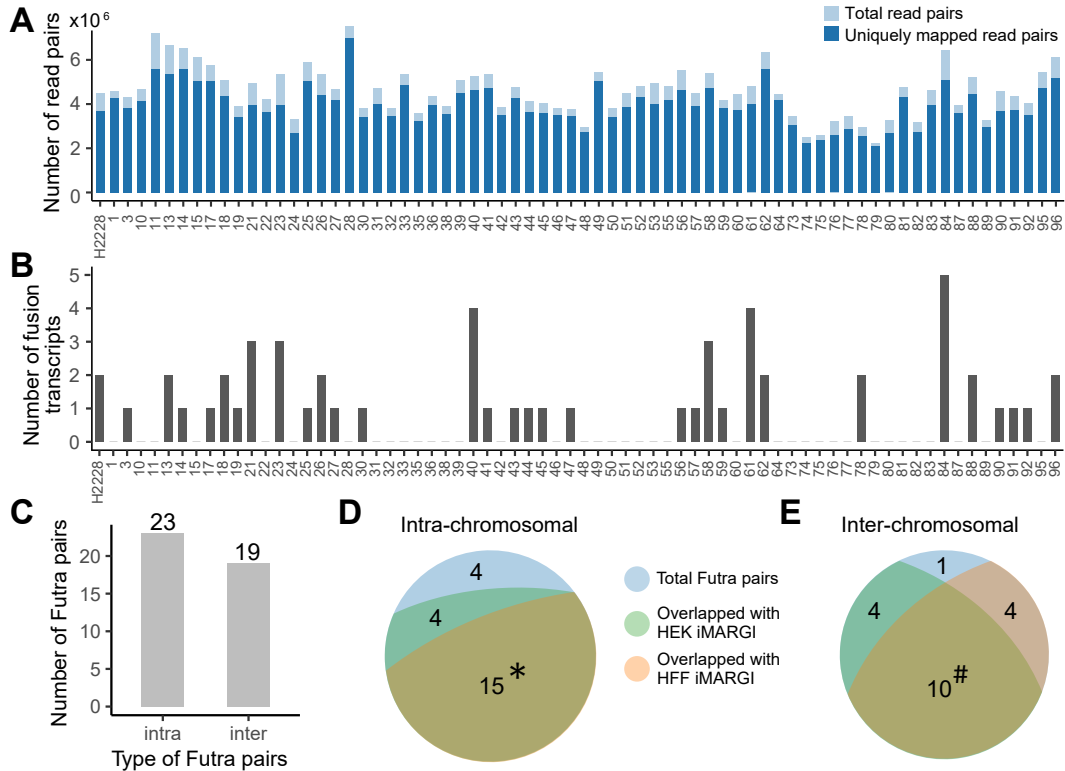 A
x10 6
Total read pairs
Uniquely mapped read pairs
Number of read pairs
6
4
2
0
H2228 1 3 10 11 13 14 15 17 18 19 21 22 23 24 25 26 27 28 30 31 32 33 35 36 38 39 40 41 42 43 44 45 46 47 48 49 50 51 52 53 55 56 57 58 59 60 61 62 64 73 74 75 76 77 78 79 80 81 82 83 84 87 88 89 90 91 92 95 96
B
Number of fusion
transcripts
5
4
3
2
1
0
H2228 1 3 10 11 13 14 15 17 18 19 21 22 23 24 25 26 27 28 30 31 32 33 35 36 38 39 40 41 42 43 44 45 46 47 48 49 50 51 52 53 55 56 57 58 59 60 61 62 64 73 74 75 76 77 78 79 80 81 82 83 84 87 88 89 90 91 92 95 96
C
Number of Futra pairs
20
15
10
5
0
23
19
intra
inter
Type of Futra pairs
D
Intra-chromosomal
4
4
15 *
Total Futra pairs
Overlapped with
HEK iMARGI
Overlapped with
HFF iMARGI
E
Inter-chromosomal
1
4
4
10 #